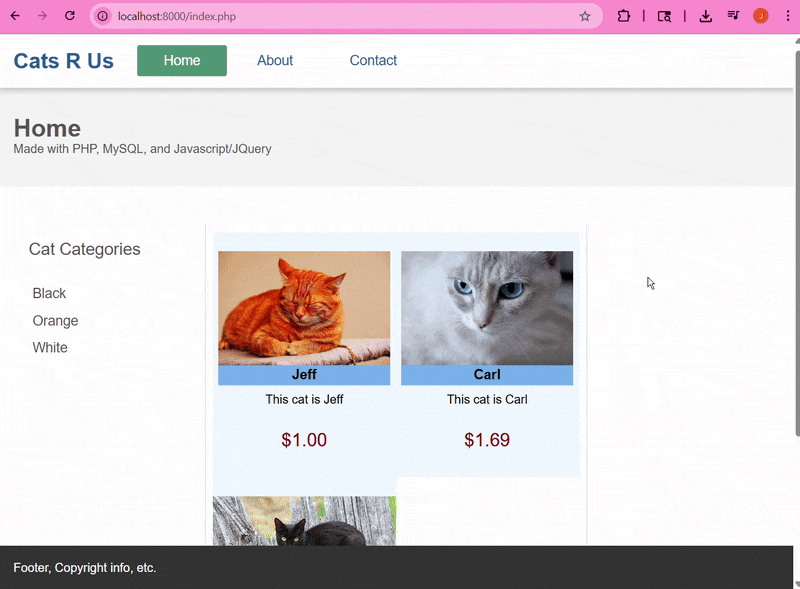 localhost:8000/index.php
J
Cats R Us
Home
About
Contact
Home
Made with PHP, MySQL, and Javascript/JQuery
Cat Categories
Black
Orange
White
Jeff
This cat is Jeff
$1.00
Carl
This cat is Carl
$1.69
Footer, Copyright info, etc.